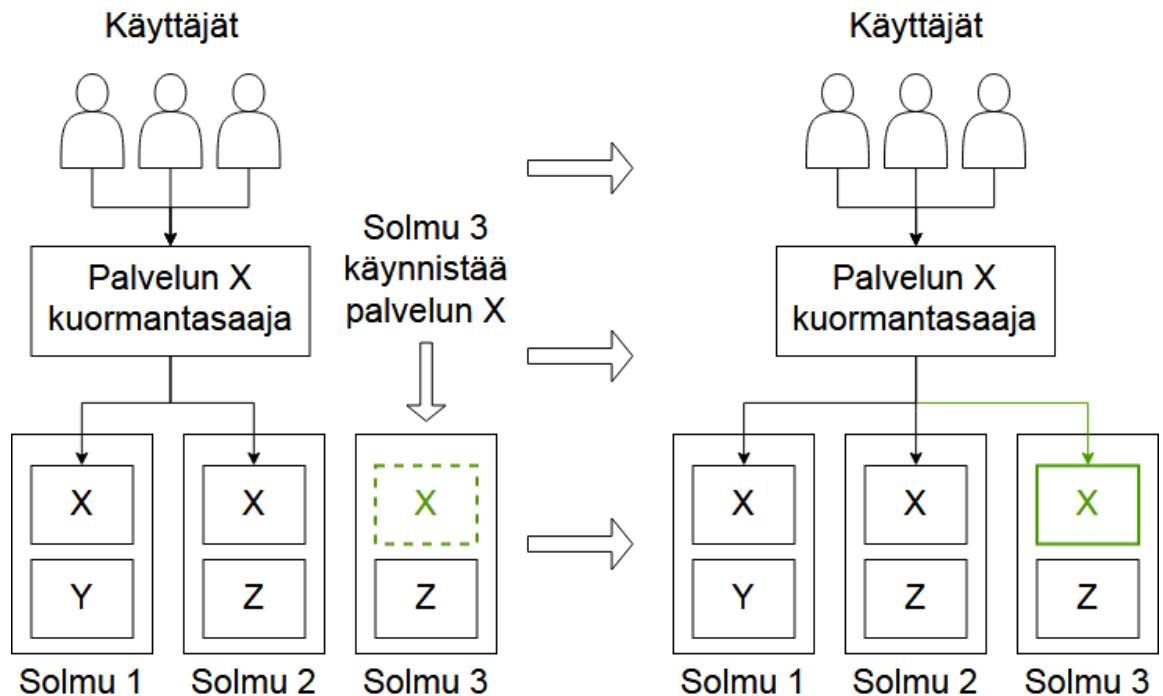 Käyttäjät
Palvelun X
kuormantasaaja
X
Y
Solmu 1
X
Z
Solmu 2
Solmu 3
käynnistää
palvelun X
X
Z
Solmu 3
Käyttäjät
Palvelun X
kuormantasaaja
X
Y
Solmu 1
X
Z
Solmu 2
X
Z
Solmu 3